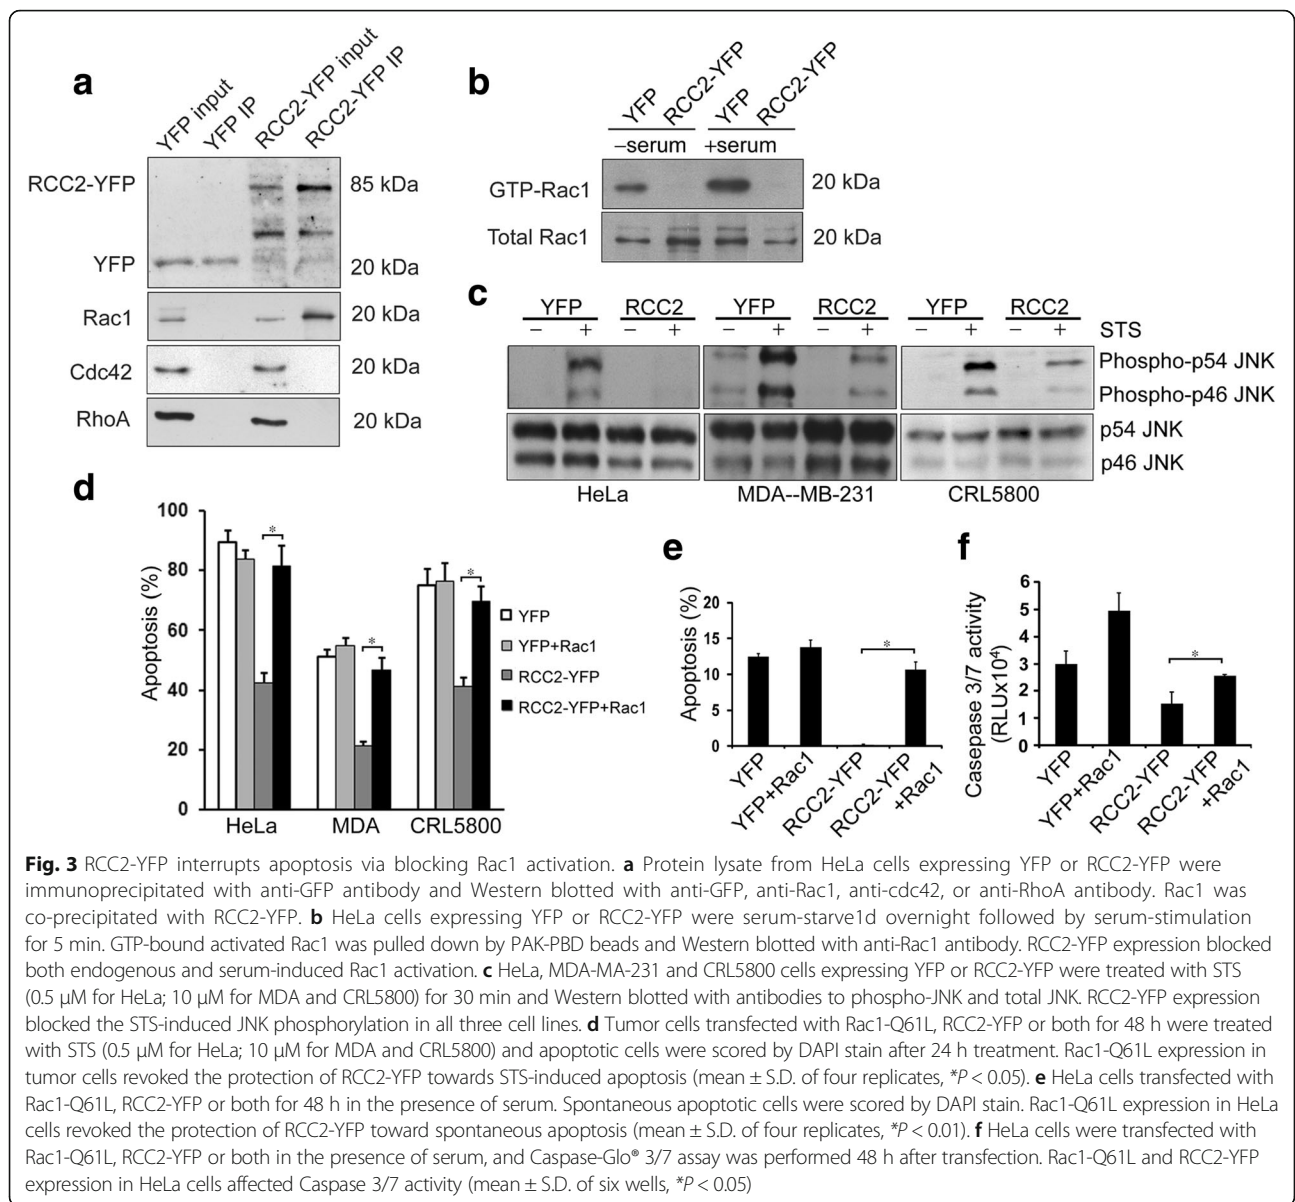 a
YFP input
YFP IP
RCC2-YFP input
RCC2-YFP IP
RCC2-YFP
85 kDa
YFP
20 kDa
Rac1
20 kDa
Cdc42
20 kDa
RhoA
20 kDa
b
YFP
RCC2-YFP
YFP
RCC2-YFP
–serum
+serum
GTP-Rac1
20 kDa
Total Rac1
20 kDa
c
YFP
RCC2
YFP
RCC2
YFP
RCC2
– + – + – + – + – + – + STS
Phospho-p54 JNK
Phospho-p46 JNK
p54 JNK
p46 JNK
HeLa
MDA--MB-231
CRL5800
d
Apoptosis (%)
100
80
60
40
20
0
* * *
HeLa
MDA
CRL5800
YFP
YFP+Rac1
RCC2-YFP
RCC2-YFP+Rac1
e
Apoptosis (%)
20
15
10
5
0
*
YFP
YFP+Rac1
RCC2-YFP
RCC2-YFP
+Rac1
f
Casepase 3/7 activity
(RLUx10⁴)
6
5
4
3
2
1
0
*
YFP
YFP+Rac1
RCC2-YFP
RCC2-YFP
+Rac1
Fig. 3 RCC2-YFP interrupts apoptosis via blocking Rac1 activation. a Protein lysate from HeLa cells expressing YFP or RCC2-YFP were
immunoprecipitated with anti-GFP antibody and Western blotted with anti-GFP, anti-Rac1, anti-cdc42, or anti-RhoA antibody. Rac1 was
co-precipitated with RCC2-YFP. b HeLa cells expressing YFP or RCC2-YFP were serum-starve1d overnight followed by serum-stimulation
for 5 min. GTP-bound activated Rac1 was pulled down by PAK-PBD beads and Western blotted with anti-Rac1 antibody. RCC2-YFP expression blocked
both endogenous and serum-induced Rac1 activation. c HeLa, MDA-MA-231 and CRL5800 cells expressing YFP or RCC2-YFP were treated with STS
(0.5 μM for HeLa; 10 μM for MDA and CRL5800) for 30 min and Western blotted with antibodies to phospho-JNK and total JNK. RCC2-YFP expression
blocked the STS-induced JNK phosphorylation in all three cell lines. d Tumor cells transfected with Rac1-Q61L, RCC2-YFP or both for 48 h were treated
with STS (0.5 μM for HeLa; 10 μM for MDA and CRL5800) and apoptotic cells were scored by DAPI stain after 24 h treatment. Rac1-Q61L expression in
tumor cells revoked the protection of RCC2-YFP towards STS-induced apoptosis (mean ± S.D. of four replicates, *P < 0.05). e HeLa cells transfected with
Rac1-Q61L, RCC2-YFP or both for 48 h in the presence of serum. Spontaneous apoptotic cells were scored by DAPI stain. Rac1-Q61L expression in HeLa
cells revoked the protection of RCC2-YFP toward spontaneous apoptosis (mean ± S.D. of four replicates, *P < 0.01). f HeLa cells were transfected with
Rac1-Q61L, RCC2-YFP or both in the presence of serum, and Caspase-Glo® 3/7 assay was performed 48 h after transfection. Rac1-Q61L and RCC2-YFP
expression in HeLa cells affected Caspase 3/7 activity (mean ± S.D. of six wells, *P < 0.05)